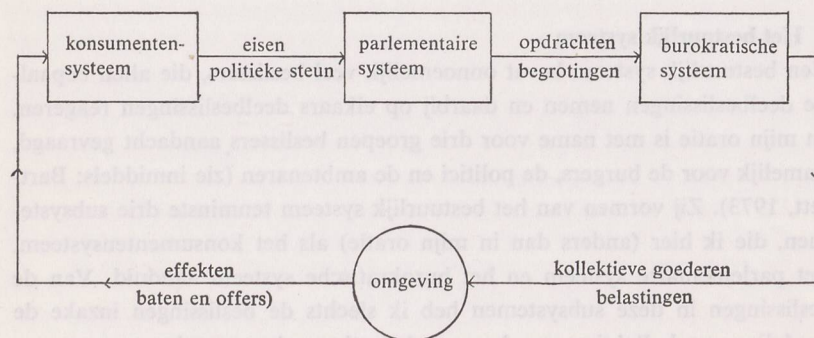 konsumenten-
systeem
eisen
politieke steun
parlementaire
systeem
opdrachten
begrotingen
burokratische
systeem
effekten
baten en offers)
omgeving
kollektieve goederen
belastingen